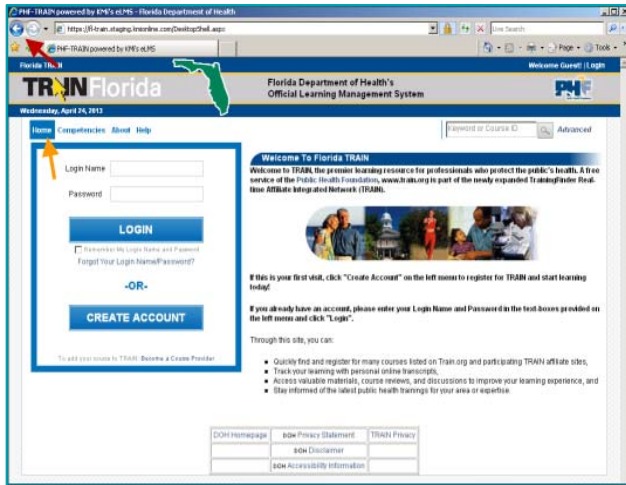 PHF-TRAIN powered by KMi's eLMS - Florida Department of Health
https://fl-train.staging.kmionline.com/DesktopShell.aspx
Live Search
PHF-TRAIN powered by KMi's eLMS
Page
Tools
Florida TRAIN
Welcome Guest! | Login
TRAIN Florida
Florida Department of Health's
Official Learning Management System
PHF
Wednesday, April 24, 2013
Home Competencies About Help
Keyword or Course ID
Advanced
Login Name
Password
LOGIN
Remember My Login Name and Password
Forgot Your Login Name/Password?
-OR-
CREATE ACCOUNT
To add your course to TRAIN: Become a Course Provider
Welcome To Florida TRAIN
Welcome to TRAIN, the premier learning resource for professionals who protect the public's health. A free
service of the Public Health Foundation, www.train.org is part of the newly expanded TrainingFinder Real-
time Affiliate Integrated Network (TRAIN).
If this is your first visit, click "Create Account" on the left menu to register for TRAIN and start learning
today!
If you already have an account, please enter your Login Name and Password in the text-boxes provided on
the left menu and click "Login".
Through this site, you can:
Quickly find and register for many courses listed on Train.org and participating TRAIN affiliate sites,
Track your learning with personal online transcripts,
Access valuable materials, course reviews, and discussions to improve your learning experience, and
Stay informed of the latest public health trainings for your area or expertise.
DOH Homepage
DOH Privacy Statement
TRAIN Privacy
DOH Disclaimer
DOH Accessibility Information